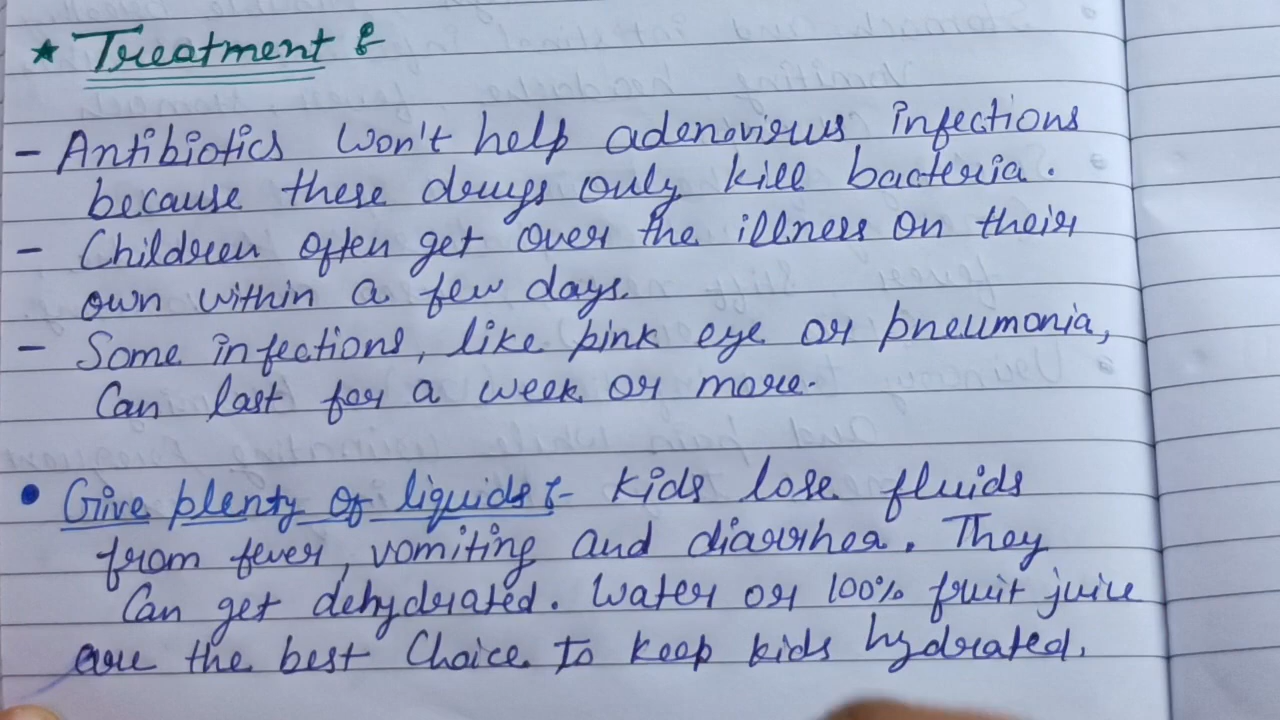 ★ Treatment :-
- Antibiotics won't help adenovirus infections
because these drugs only kill bacteria.
- Children often get over the illness on their
own within a few days.
- Some infections, like pink eye or pneumonia,
Can last for a week or more.
• Give plenty of liquids :- Kids lose fluids
from fever, vomiting and diarrhea. They
Can get dehydrated. Water or 100% fruit juice
are the best Choice to keep kids hydrated.